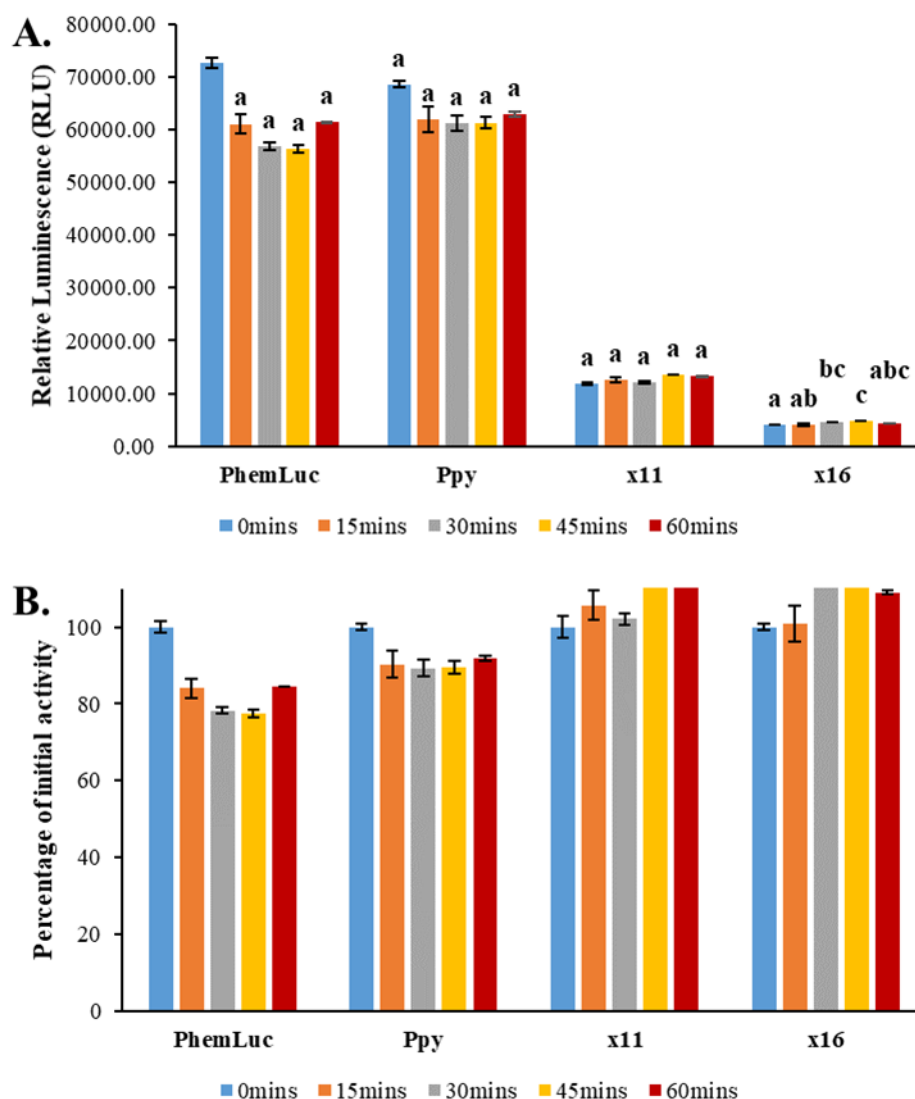 A.
Relative Luminescence (RLU)
80000.00
70000.00
60000.00
50000.00
40000.00
30000.00
20000.00
10000.00
0.00
a a a a
a a a a a
a a a a a
a ab bc c abc
PhemLuc Ppy x11 x16
0mins 15mins 30mins 45mins 60mins
B.
Percentage of initial activity
100
80
60
40
20
0
PhemLuc Ppy x11 x16
0mins 15mins 30mins 45mins 60mins